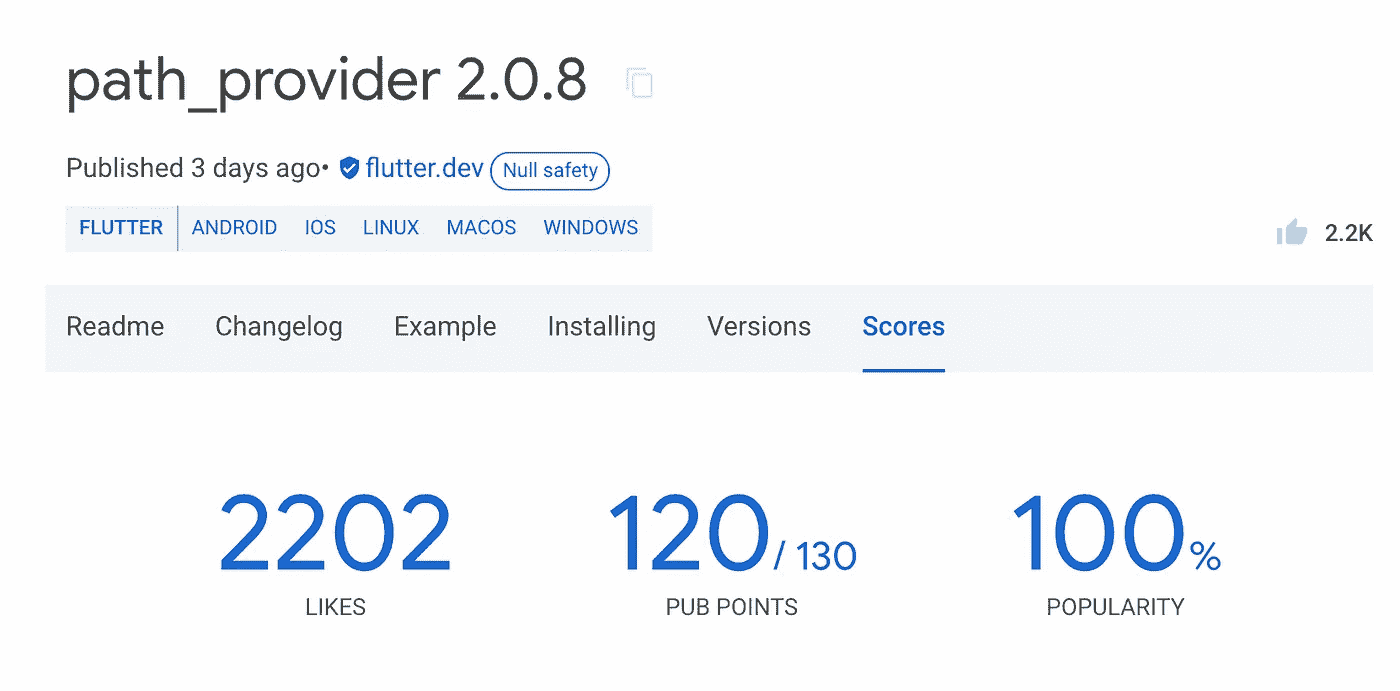 path_provider 2.0.8
Published 3 days ago• flutter.dev Null safety
FLUTTER ANDROID IOS LINUX MACOS WINDOWS
2.2K
Readme Changelog Example Installing Versions Scores
2202 120/ 130 100%
LIKES PUB POINTS POPULARITY